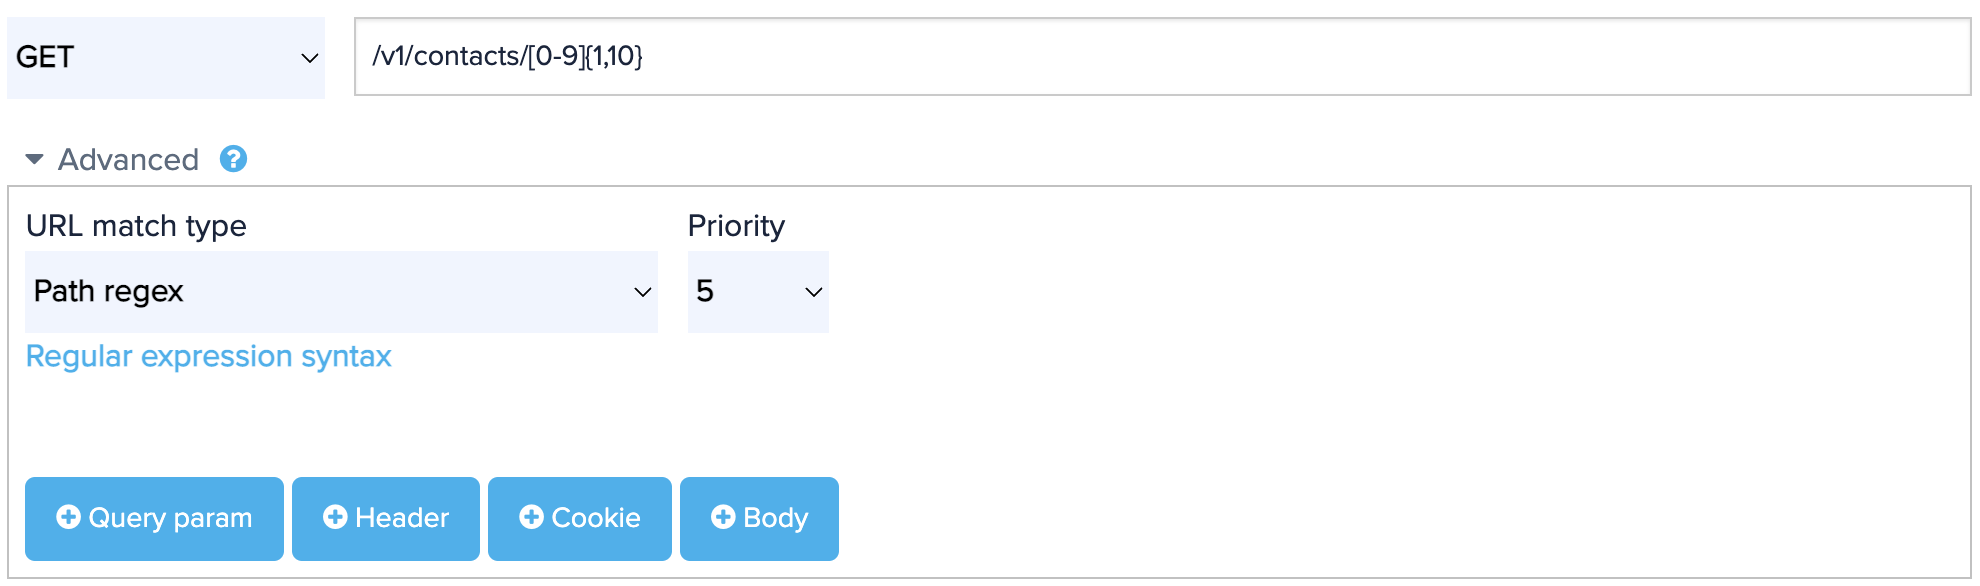 GET /v1/contacts/[0-9]{1,10}
Advanced ?
URL match type Priority
Path regex 5
Regular expression syntax
Query param Header Cookie Body